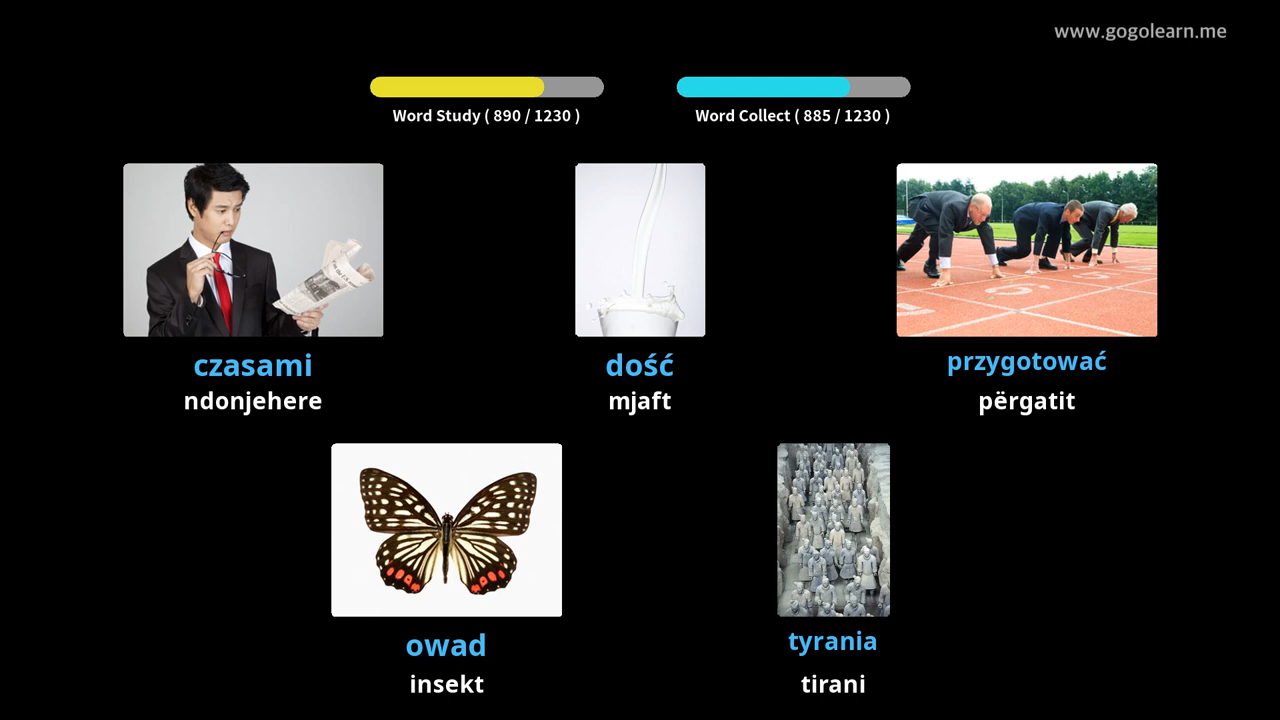 www.gogolearn.me
Word Study ( 890 / 1230 )
Word Collect ( 885 / 1230 )
czasami
ndonjehere
dość
mjaft
przygotować
përgatit
owad
insekt
tyrania
tirani